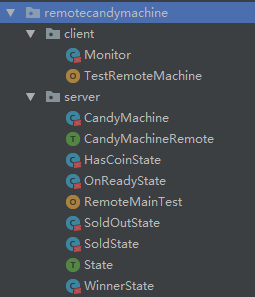 remotecandymachine
client
Monitor
TestRemoteMachine
server
CandyMachine
CandyMachineRemote
HasCoinState
OnReadyState
RemoteMainTest
SoldOutState
SoldState
State
WinnerState